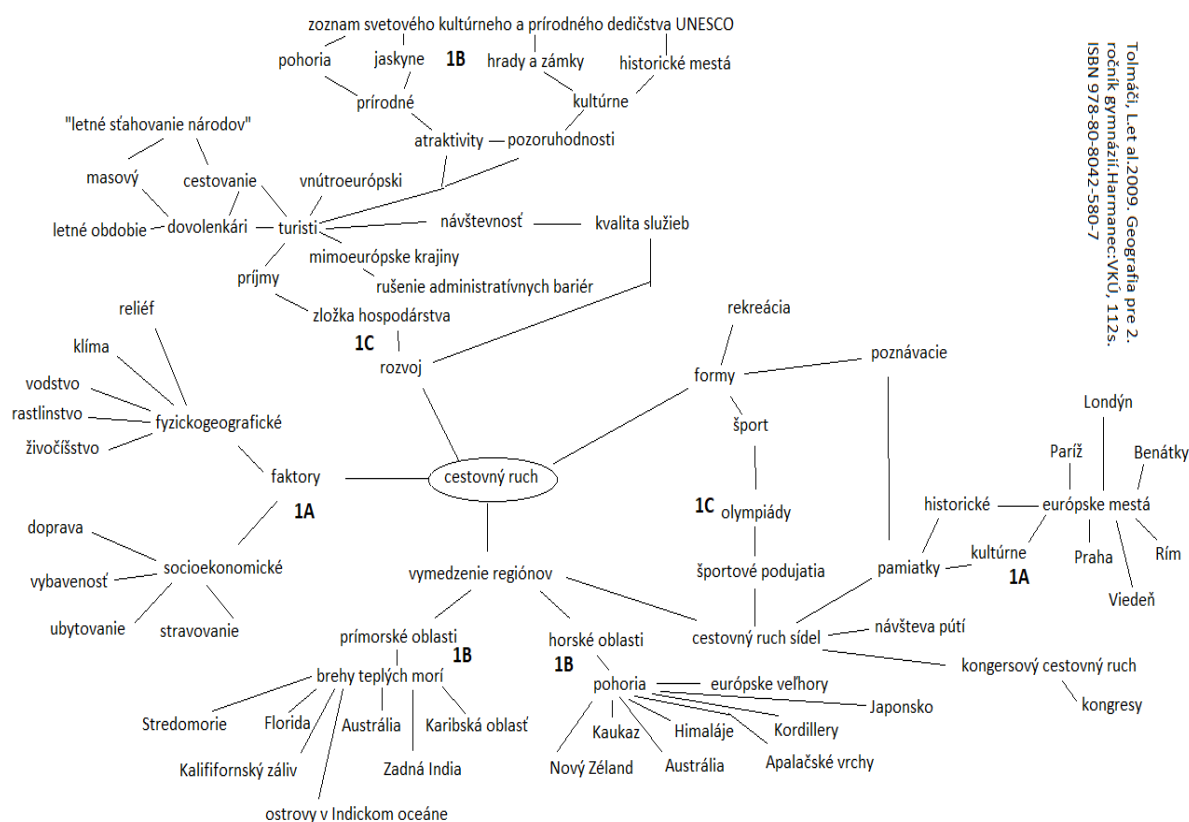 zoznam svetového kultúrneho a prírodného dedičstva UNESCO
pohoria
jaskyne
1B
hrady a zámky
historické mestá
prírodné
kultúrne
"letné sťahovanie národov"
atraktivity
pozoruhodnosti
masový
cestovanie
vnútroeurópski
letné obdobie
dovolenkári
turisti
návštevnosť
kvalita služieb
mimoeurópske krajiny
príjmy
rušenie administratívnych bariér
zložka hospodárstva
1C
rozvoj
Tolmáči, L.et al.2009. Geografia pre 2.
ročník gymnázií.Harmanec:VKÚ, 112s.
ISBN 978-80-8042-580-7
reliéf
klíma
vodstvo
rastlinstvo
živočíšstvo
fyzickogeografické
faktory
1A
cestovný ruch
rekreácia
formy
poznávacie
šport
1C
olympiády
športové podujatia
Londýn
Paríž
Benátky
historické
európske mestá
kultúrne
1A
Praha
Rím
Viedeň
pamiatky
doprava
vybavenosť
socioekonomické
ubytovanie
stravovanie
vymedzenie regiónov
prímorské oblasti
1B
horské oblasti
1B
cestovný ruch sídel
návšteva pútí
kongersový cestovný ruch
kongresy
brehy teplých morí
pohoria
európske veľhory
Japonsko
Stredomorie
Florida
Austrália
Karibská oblasť
Kaukaz
Himaláje
Kordillery
Kalififornský záliv
Zadná India
Nový Zéland
Austrália
Apalačské vrchy
ostrovy v Indickom oceáne